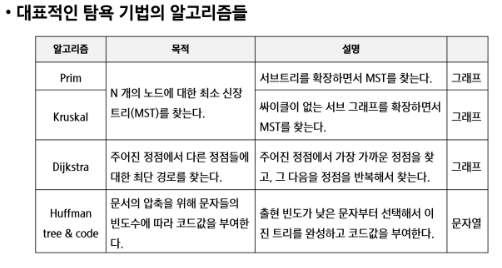 • 대표적인 탐욕 기법의 알고리즘들
알고리즘 목적 설명
Prim
N 개의 노드에 대한 최소 신장
트리(MST)를 찾는다.
서브트리를 확장하면서 MST를 찾는다. 그래프
Kruskal
싸이클이 없는 서브 그래프를 확장하면서
MST를 찾는다.
그래프
Dijkstra
주어진 정점에서 다른 정점들에
대한 최단 경로를 찾는다.
주어진 정점에서 가장 가까운 정점을 찾
고, 그 다음을 정점을 반복해서 찾는다.
그래프
Huffman
tree & code
문서의 압축을 위해 문자들의
빈도수에 따라 코드값을 부여한
다.
출현 빈도가 낮은 문자부터 선택해서 이
진 트리를 완성하고 코드값을 부여한다.
문자열